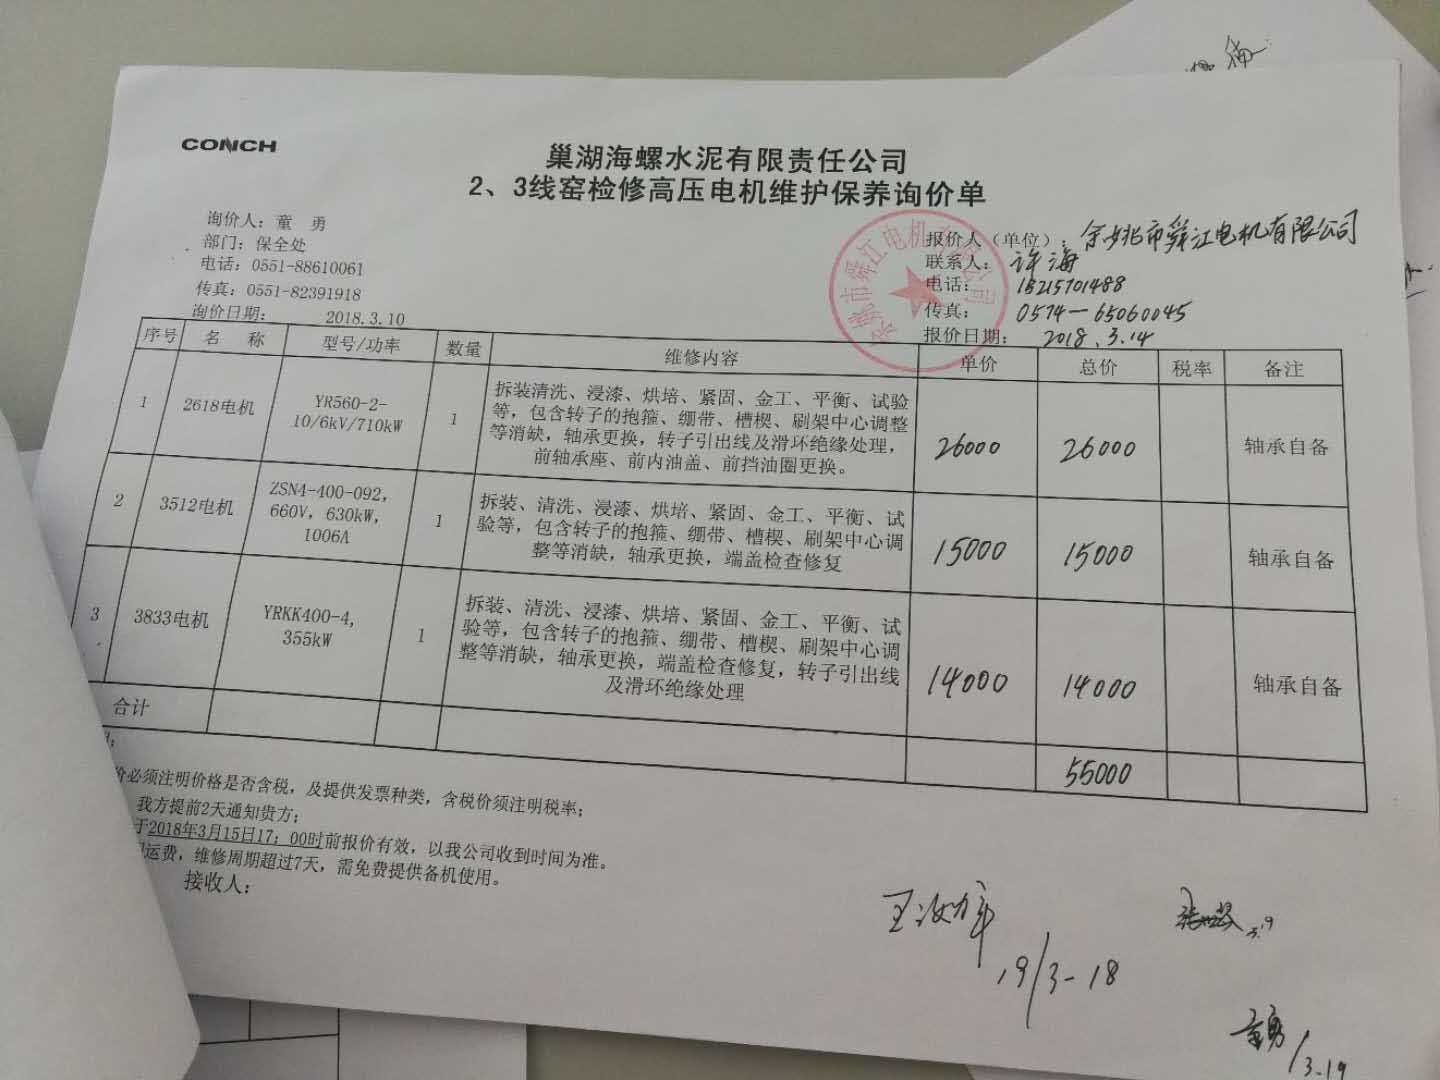 CONCH
巢湖海螺水泥有限责任公司
2、3线窑检修高压电机维护保养询价单
询价人：童 勇
部门：保全处
电话：0551-88610061
传真：0551-82391918
询价日期： 2018.3.10
报价人（单位）：余姚市舜江电机有限公司
联系人：许海
电话：
传真： 0574-65060045
报价日期： 2018.3.14
余姚市舜江电机有限公司
序号 名 称 型号/功率 数量 维修内容 单价 总价 税率 备注
1 2618电机 YR560-2-
10/6kV/710kW 1 拆装清洗、浸漆、烘培、紧固、金工、平衡、试验
等，包含转子的抱箍、绷带、槽楔、刷架中心调整
等消缺，轴承更换，转子引出线及滑环绝缘处理，
前轴承座、前内油盖、前挡油圈更换。
26000 26000 轴承自备
2 3512电机 ZSN4-400-092，
660V，630kW，
1006A 1 拆装、清洗、浸漆、烘培、紧固、金工、平衡、试
验等，包含转子的抱箍、绷带、槽楔、刷架中心调
整等消缺，轴承更换，端盖检查修复
15000 15000 轴承自备
3 3833电机 YRKK400-4，
355kW 1 拆装、清洗、浸漆、烘培、紧固、金工、平衡、试
验等，包含转子的抱箍、绷带、槽楔、刷架中心调
整等消缺，轴承更换，端盖检查修复，转子引出线
及滑环绝缘处理
14000 14000 轴承自备
合计 55000
价必须注明价格是否含税，及提供发票种类，含税价须注明税率；
我方提前2天通知贵方；
于2018年3月15日17；00时前报价有效，以我公司收到时间为准。
运费，维修周期超过7天，需免费提供备机使用。
接收人：
19/3-18
3.19
童勇
/3.19